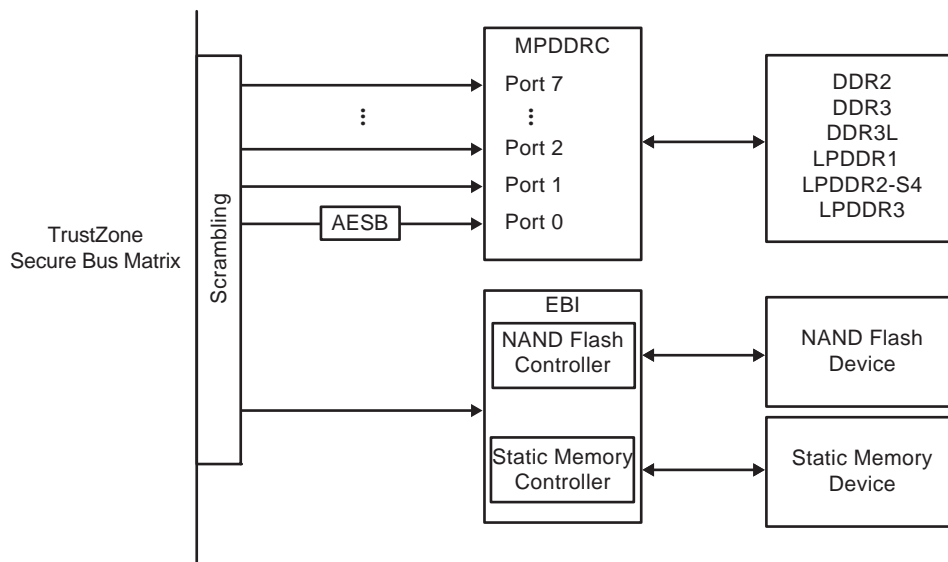 TrustZone
Secure Bus Matrix
Scrambling
AESB
MPDDRC
Port 7
...
...
Port 2
Port 1
Port 0
DDR2
DDR3
DDR3L
LPDDR1
LPDDR2-S4
LPDDR3
EBI
NAND Flash
Controller
Static Memory
Controller
NAND Flash
Device
Static Memory
Device